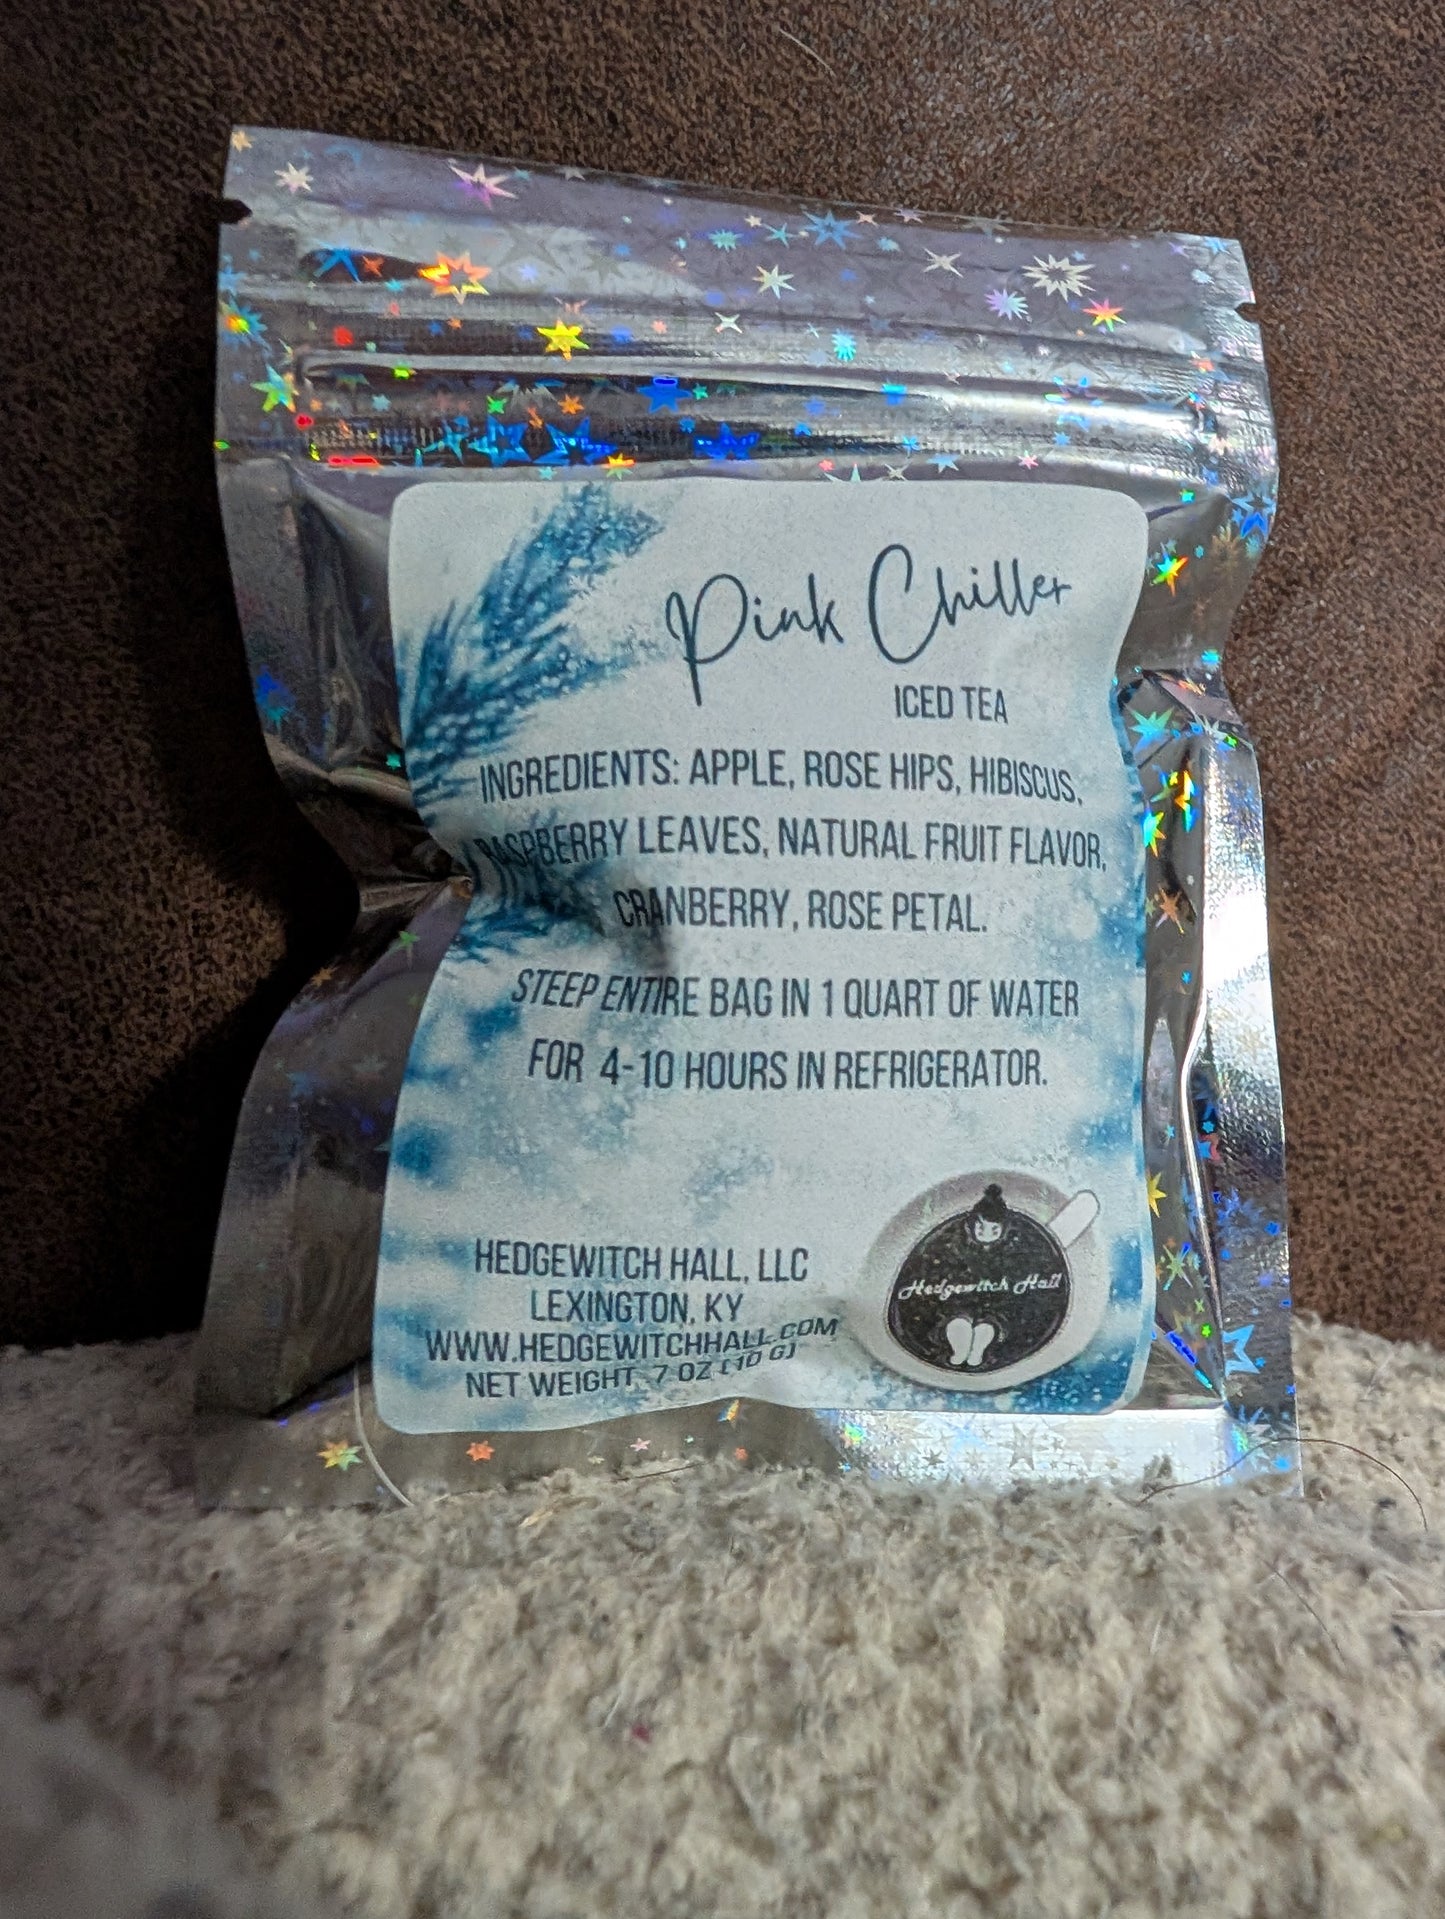 Pink Chiller
ICED TEA
INGREDIENTS: APPLE, ROSE HIPS, HIBISCUS,
RASPBERRY LEAVES, NATURAL FRUIT FLAVOR,
CRANBERRY, ROSE PETAL.
STEEP ENTIRE BAG IN 1 QUART OF WATER
FOR 4-10 HOURS IN REFRIGERATOR.
HEDGEWITCH HALL, LLC
LEXINGTON, KY
WWW.HEDGEWITCHHALL.COM
NET WEIGHT .7 OZ (10 G)
Hedgewitch Hall